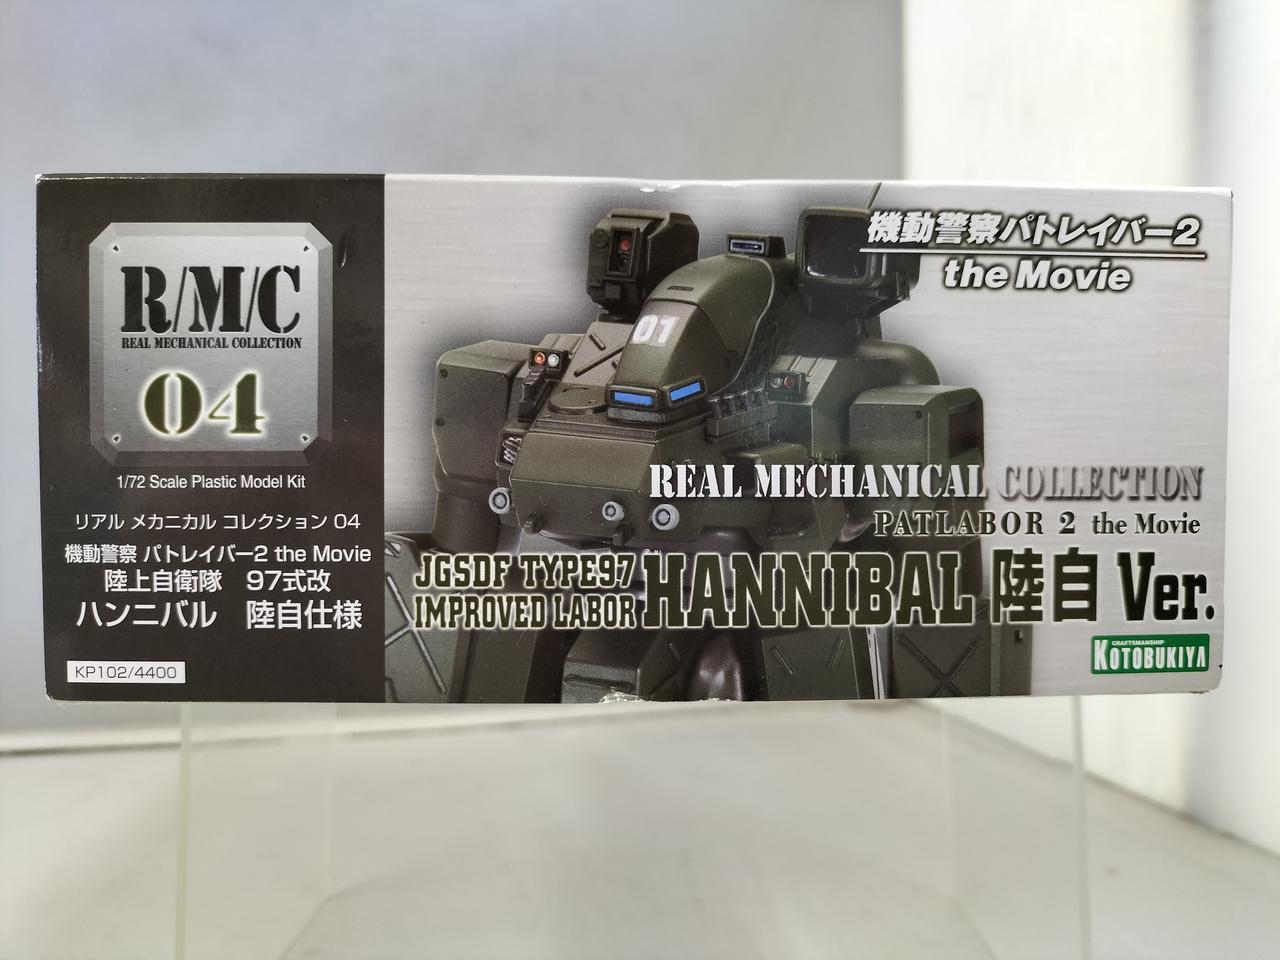 R/M/C
REAL MECHANICAL COLLECTION
04
1/72 Scale Plastic Model Kit
リアル メカニカル コレクション 04
機動警察 パトレイバー2 the Movie
陸上自衛隊　97式改
ハンニバル　陸自仕様
KP102/4400
01
機動警察パトレイバー2
the Movie
REAL MECHANICAL COLLECTION
PATLABOR 2 the Movie
JGSDF TYPE97
IMPROVED LABOR HANNIBAL 陸自 Ver.
CRAFTSMANSHIP
KOTOBUKIYA